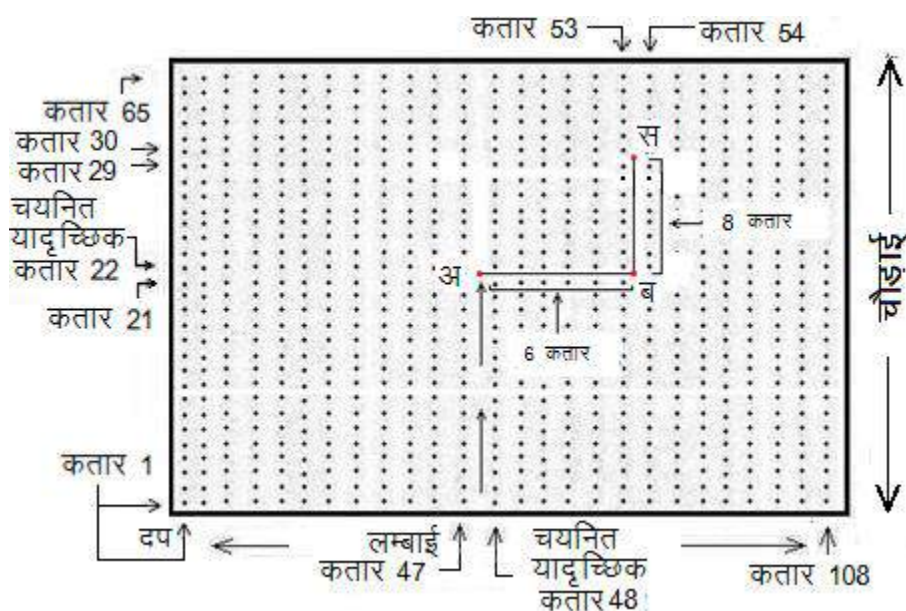 कतार 53
कतार 54
कतार 65
कतार 30
कतार 29
चयनित
यादृच्छिक
कतार 22
कतार 21
स
8 कतार
अ
ब
6 कतार
चौड़ाई
कतार 1
दप
लम्बाई
कतार 47
चयनित
यादृच्छिक
कतार 48
कतार 108